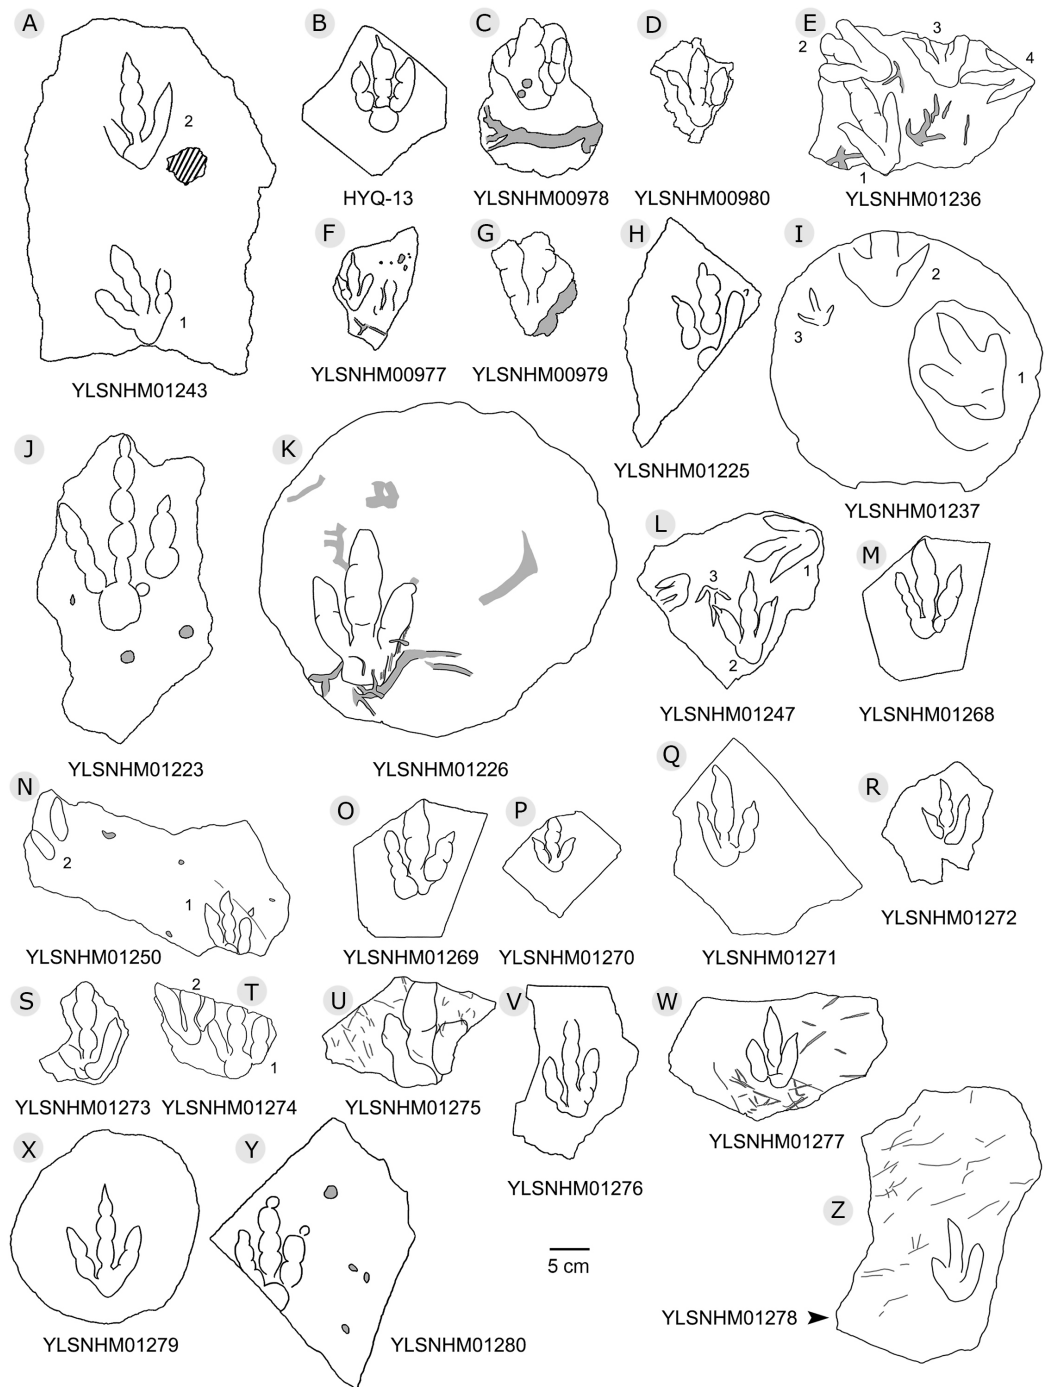 A
2
1
YLSNHM01243
B
HYQ-13
C
YLSNHM00978
D
YLSNHM00980
E
2
3
4
1
YLSNHM01236
F
YLSNHM00977
G
YLSNHM00979
H
?
YLSNHM01225
I
2
3
1
YLSNHM01237
J
YLSNHM01223
K
YLSNHM01226
L
3
1
2
YLSNHM01247
M
YLSNHM01268
N
2
1
YLSNHM01250
O
YLSNHM01269
P
YLSNHM01270
Q
YLSNHM01271
R
YLSNHM01272
S
YLSNHM01273
T
2
1
YLSNHM01274
U
YLSNHM01275
V
YLSNHM01276
W
YLSNHM01277
X
YLSNHM01279
Y
YLSNHM01280
5 cm
Z
YLSNHM01278